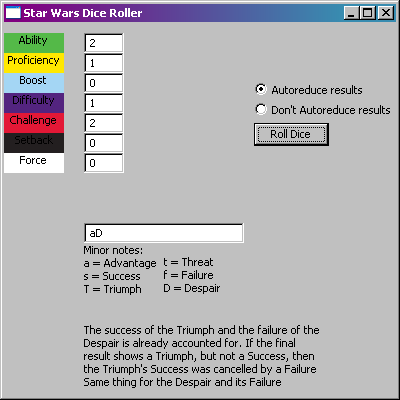 Star Wars Dice Roller
Ability 2
Proficiency 1
Boost 0
Difficulty 1
Challenge 2
Setback 0
Force 0
Autoreduce results
Don't Autoreduce results
Roll Dice
aD
Minor notes:
a = Advantage t = Threat
s = Success f = Failure
T = Triumph D = Despair
The success of the Triumph and the failure of the
Despair is already accounted for. If the final
result shows a Triumph, but not a Success, then
the Triumph's Success was cancelled by a Failure
Same thing for the Despair and its Failure